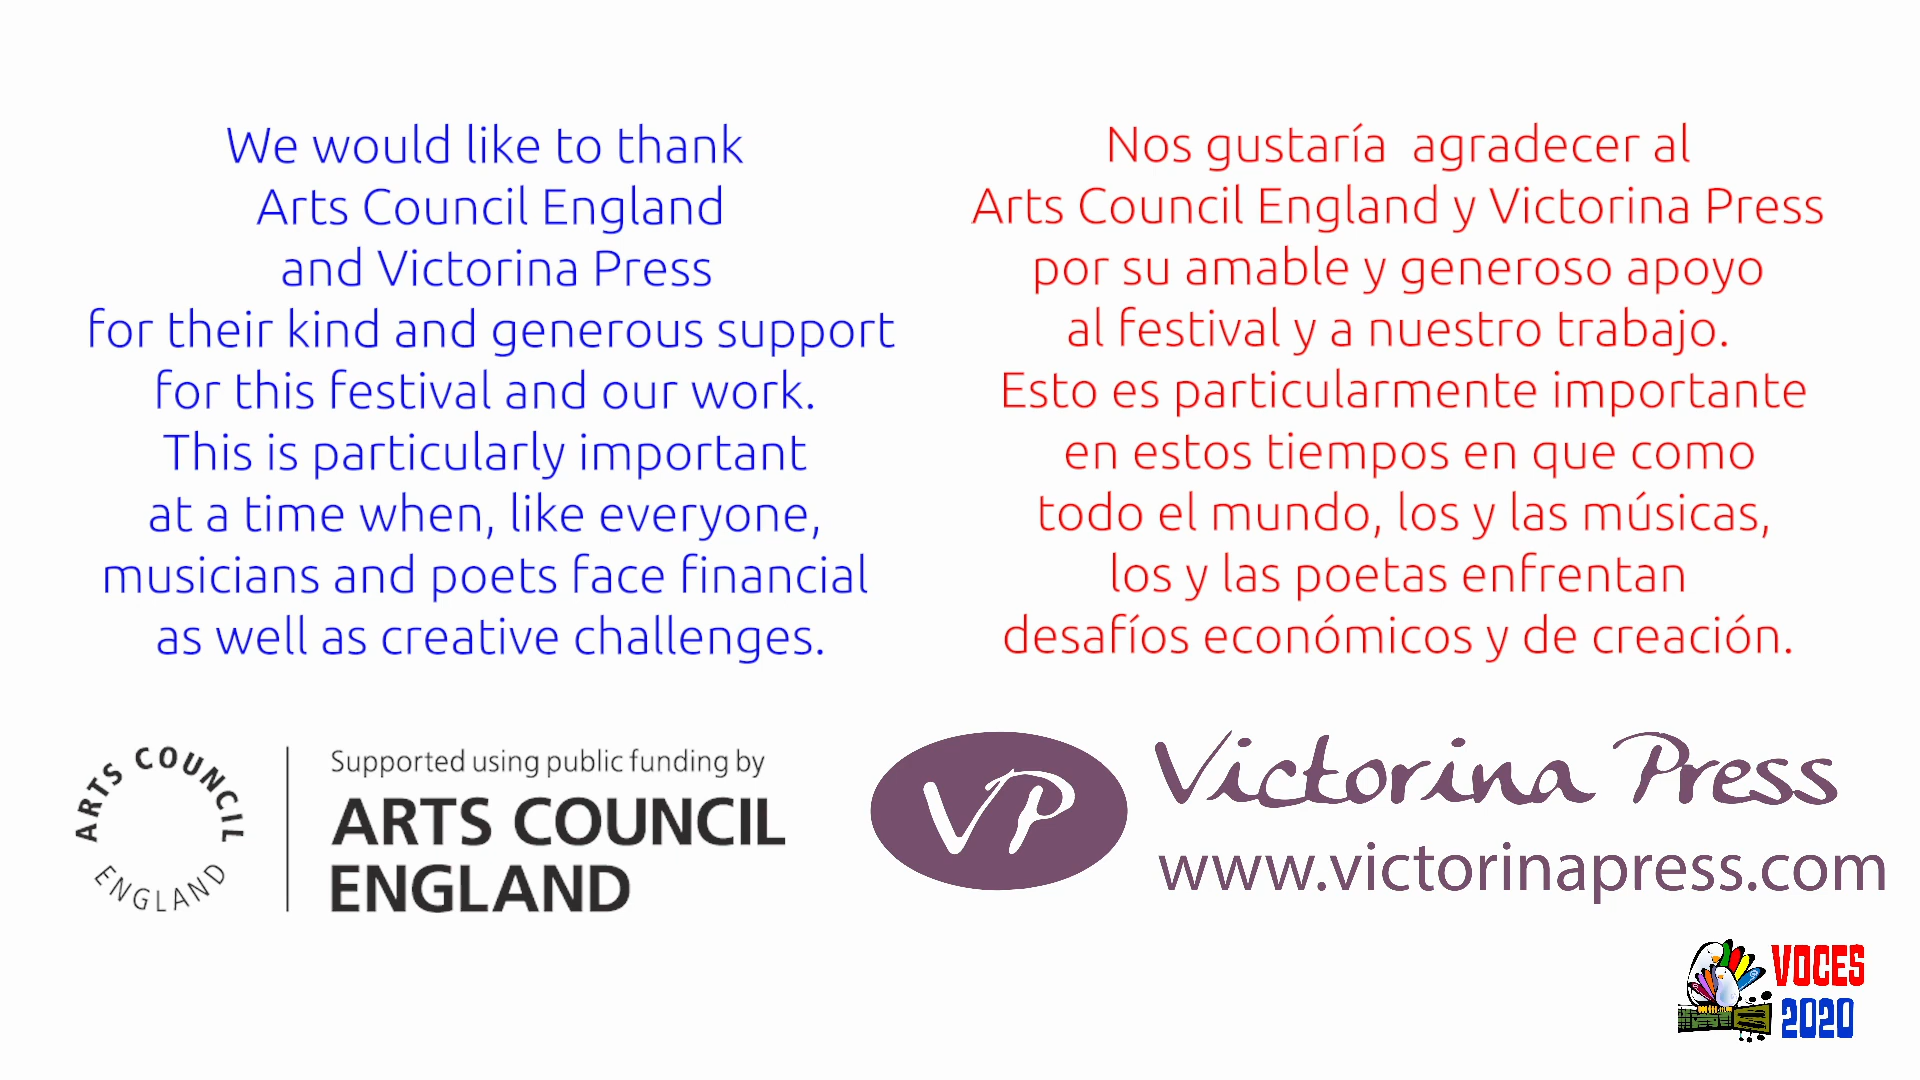 We would like to thank
Arts Council England
and Victorina Press
for their kind and generous support
for this festival and our work.
This is particularly important
at a time when, like everyone,
musicians and poets face financial
as well as creative challenges.
Nos gustaría  agradecer al
Arts Council England y Victorina Press
por su amable y generoso apoyo
al festival y a nuestro trabajo.
Esto es particularmente importante
en estos tiempos en que como
todo el mundo, los y las músicas,
los y las poetas enfrentan
desafíos económicos y de creación.
ARTS COUNCIL
ENGLAND
Supported using public funding by
ARTS COUNCIL
ENGLAND
VP
Victorina Press
www.victorinapress.com
VOCES
2020